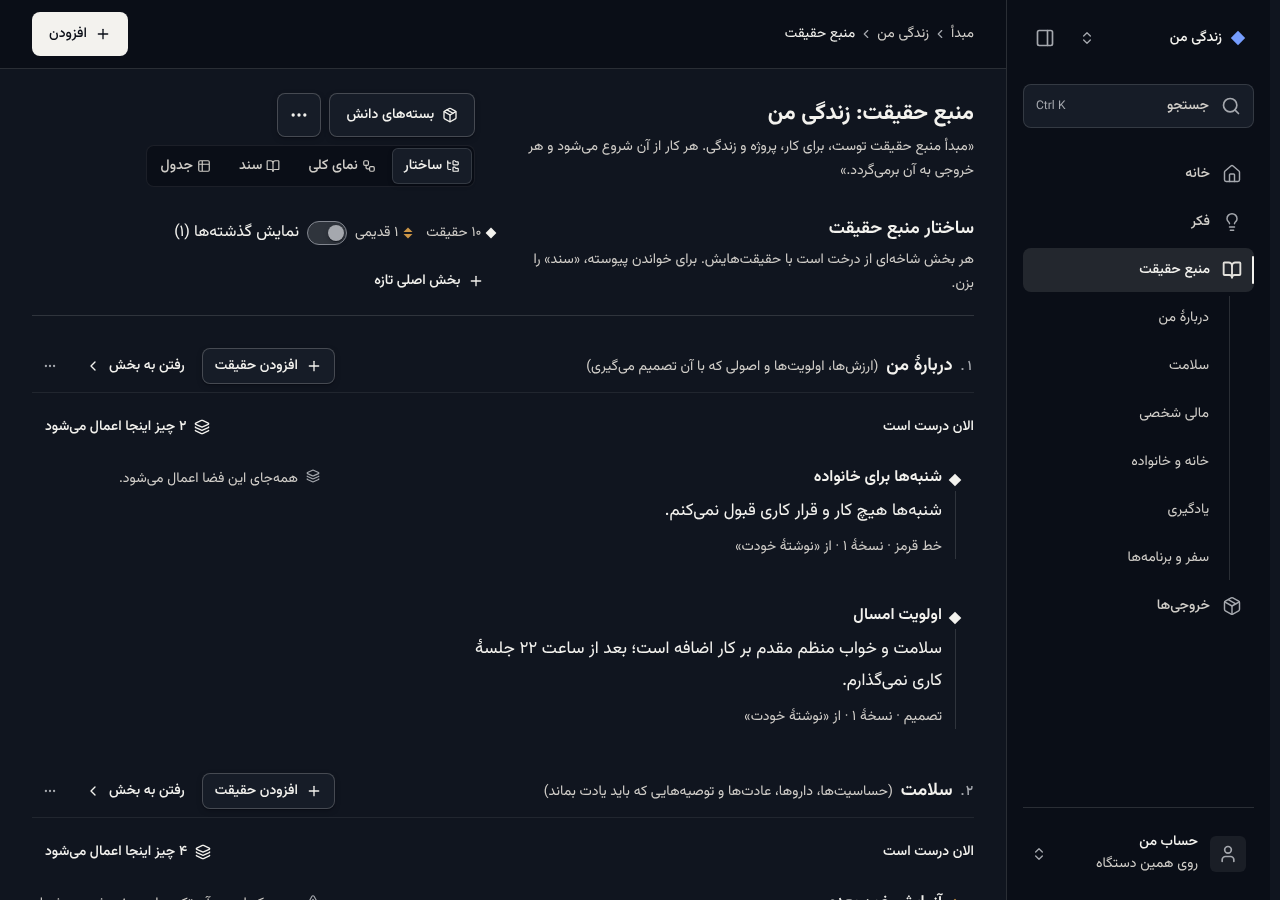 زندگی من
جستجو
Ctrl K
خانه
فکر
منبع حقیقت
دربارهٔ من
سلامت
مالی شخصی
خانه و خانواده
یادگیری
سفر و برنامه‌ها
خروجی‌ها
حساب من
روی همین دستگاه
مبدأ › زندگی من › منبع حقیقت
افزودن
منبع حقیقت: زندگی من
«مبدأ منبع حقیقت توست، برای کار، پروژه و زندگی. هر کار از آن شروع می‌شود و هر
خروجی به آن برمی‌گردد.»
بسته‌های دانش
ساختار
نمای کلی
سند
جدول
ساختار منبع حقیقت
هر بخش شاخه‌ای از درخت است با حقیقت‌هایش. برای خواندن پیوسته، «سند» را
بزن.
۱۰ حقیقت
۱ قدیمی
نمایش گذشته‌ها (۱)
بخش اصلی تازه
۱. دربارهٔ من (ارزش‌ها، اولویت‌ها و اصولی که با آن تصمیم می‌گیری)
افزودن حقیقت
رفتن به بخش
الان درست است
۲ چیز اینجا اعمال می‌شود
شنبه‌ها برای خانواده
شنبه‌ها هیچ کار و قرار کاری قبول نمی‌کنم.
خط قرمز · نسخهٔ ۱ · از «نوشتهٔ خودت»
همه‌جای این فضا اعمال می‌شود.
اولویت امسال
سلامت و خواب منظم مقدم بر کار اضافه است؛ بعد از ساعت ۲۲ جلسهٔ
کاری نمی‌گذارم.
تصمیم · نسخهٔ ۱ · از «نوشتهٔ خودت»
۲. سلامت (حساسیت‌ها، داروها، عادت‌ها و توصیه‌هایی که باید یادت بماند)
افزودن حقیقت
رفتن به بخش
الان درست است
۴ چیز اینجا اعمال می‌شود